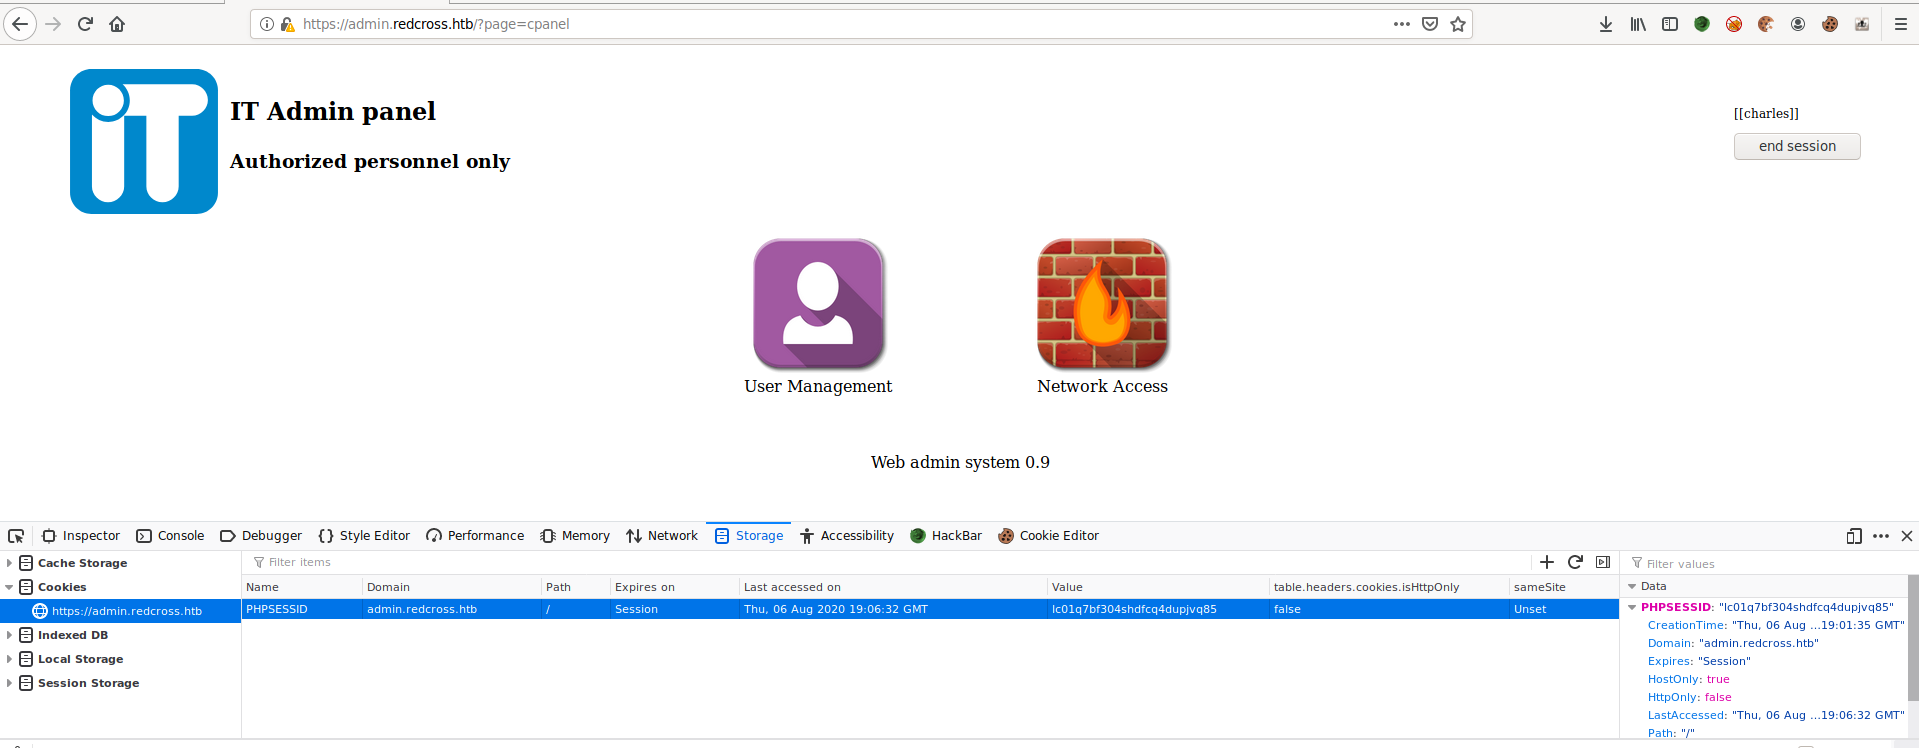 https://admin.redcross.htb/?page=cpanel
iT
IT Admin panel
Authorized personnel only
[[charles]]
end session
User Management
Network Access
Web admin system 0.9
Inspector Console Debugger Style Editor Performance Memory Network Storage Accessibility HackBar Cookie Editor
Cache Storage
Cookies
https://admin.redcross.htb
Indexed DB
Local Storage
Session Storage
Filter items
Name Domain Path Expires on Last accessed on Value table.headers.cookies.isHttpOnly sameSite
PHPSESSID admin.redcross.htb / Session Thu, 06 Aug 2020 19:06:32 GMT lc01q7bf304shdfcq4dupjvq85 false Unset
Filter values
Data
PHPSESSID: "lc01q7bf304shdfcq4dupjvq85"
CreationTime: "Thu, 06 Aug ...19:01:35 GMT"
Domain: "admin.redcross.htb"
Expires: "Session"
HostOnly: true
HttpOnly: false
LastAccessed: "Thu, 06 Aug ...19:06:32 GMT"
Path: "/"